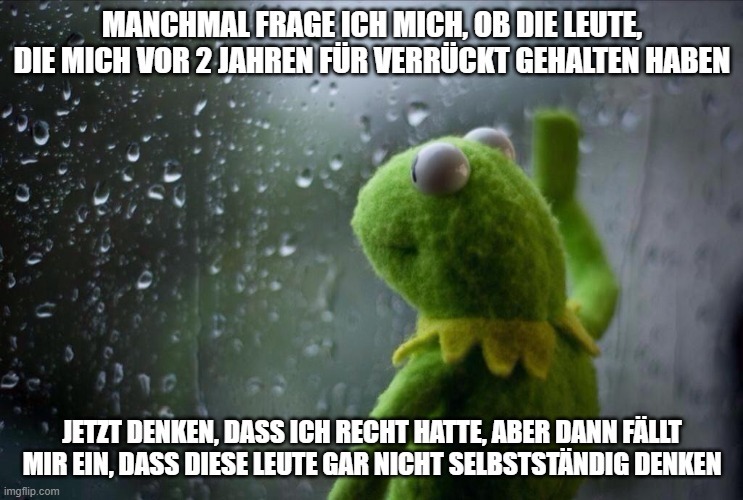 MANCHMAL FRAGE ICH MICH, OB DIE LEUTE,
DIE MICH VOR 2 JAHREN FÜR VERRÜCKT GEHALTEN HABEN
JETZT DENKEN, DASS ICH RECHT HATTE, ABER DANN FÄLLT
MIR EIN, DASS DIESE LEUTE GAR NICHT SELBSTSTÄNDIG DENKEN
imgflip.com